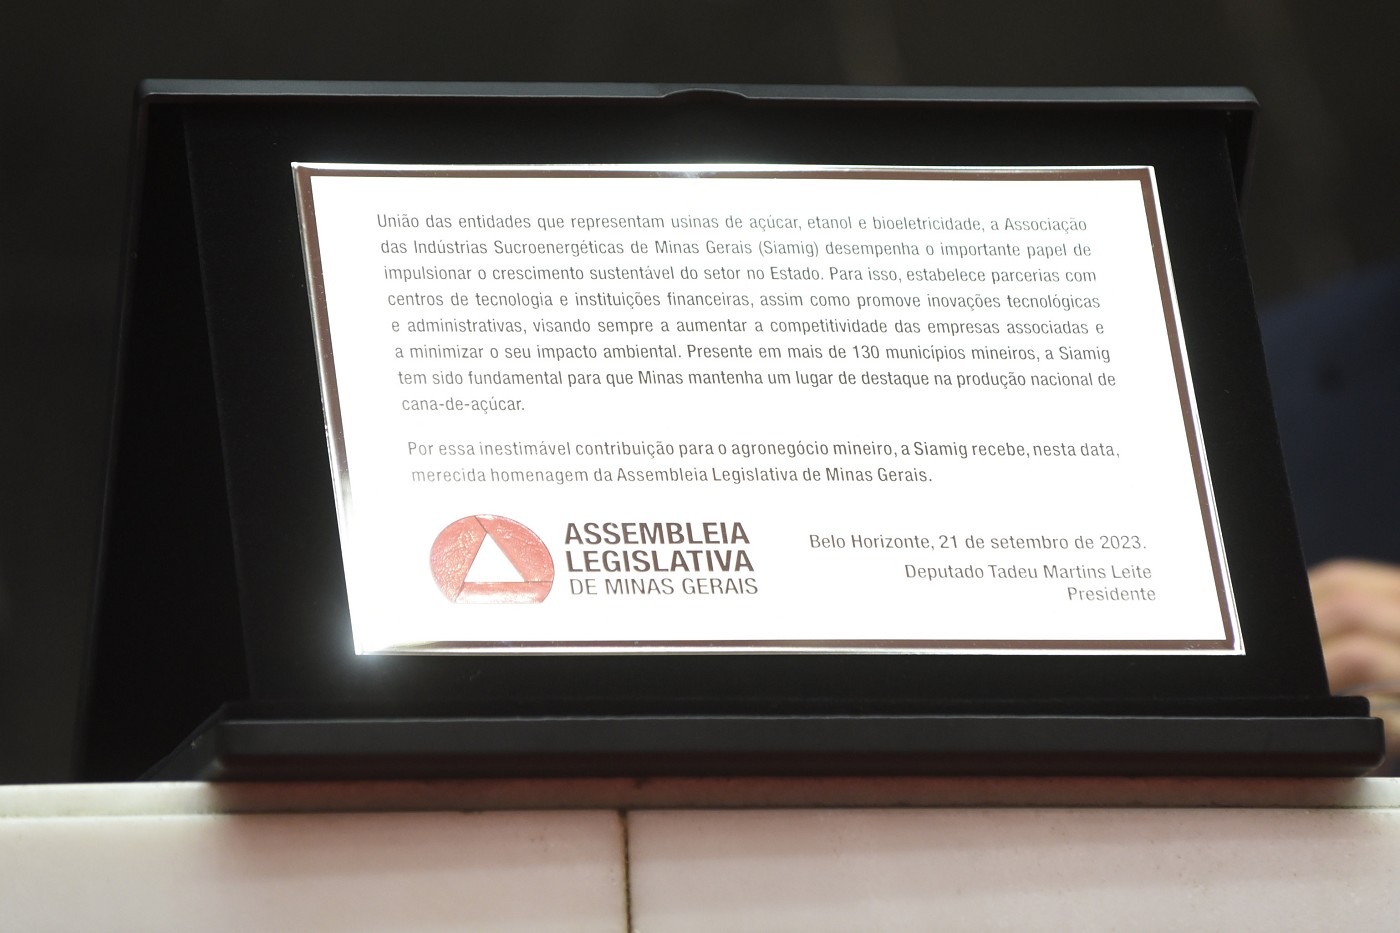 União das entidades que representam usinas de açúcar, etanol e bioeletricidade, a Associação
das Indústrias Sucroenergéticas de Minas Gerais (Siamig) desempenha o importante papel de
impulsionar o crescimento sustentável do setor no Estado. Para isso, estabelece parcerias com
centros de tecnologia e instituições financeiras, assim como promove inovações tecnológicas
e administrativas, visando sempre a aumentar a competitividade das empresas associadas e
a minimizar o seu impacto ambiental. Presente em mais de 130 municípios mineiros, a Siamig
tem sido fundamental para que Minas mantenha um lugar de destaque na produção nacional de
cana-de-açúcar.
Por essa inestimável contribuição para o agronegócio mineiro, a Siamig recebe, nesta data,
merecida homenagem da Assembleia Legislativa de Minas Gerais.
ASSEMBLEIA
LEGISLATIVA
DE MINAS GERAIS
Belo Horizonte, 21 de setembro de 2023.
Deputado Tadeu Martins Leite
Presidente